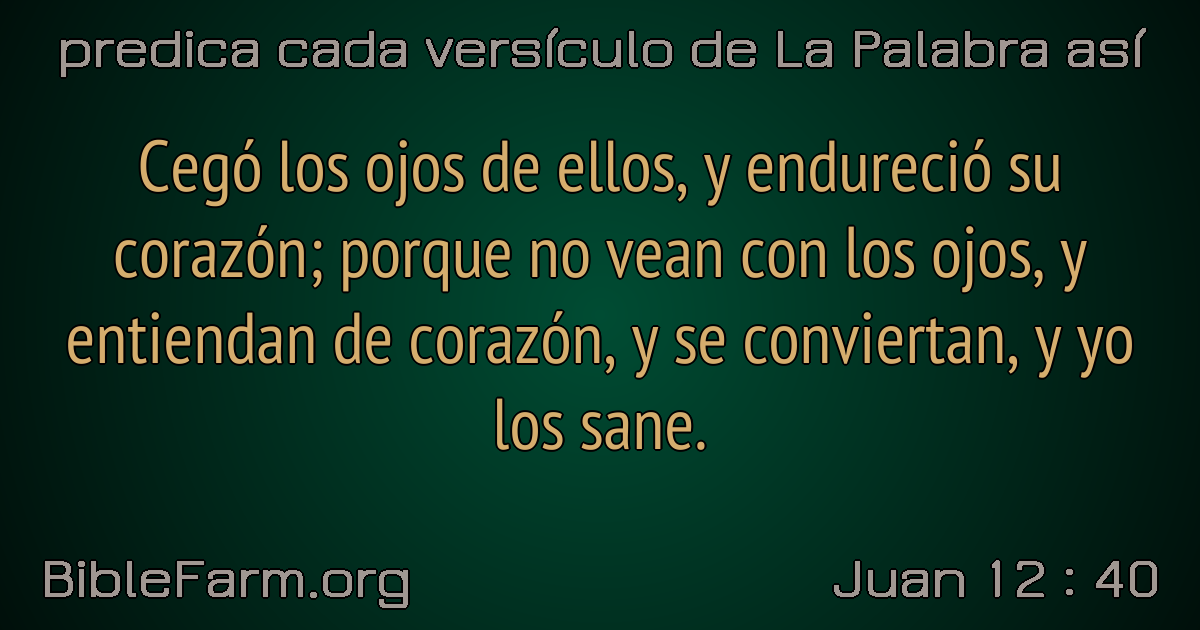 predica cada versículo de La Palabra así
Cegó los ojos de ellos, y endureció su
corazón; porque no vean con los ojos, y
entiendan de corazón, y se conviertan, y yo
los sane.
BibleFarm.org
Juan 12 : 40